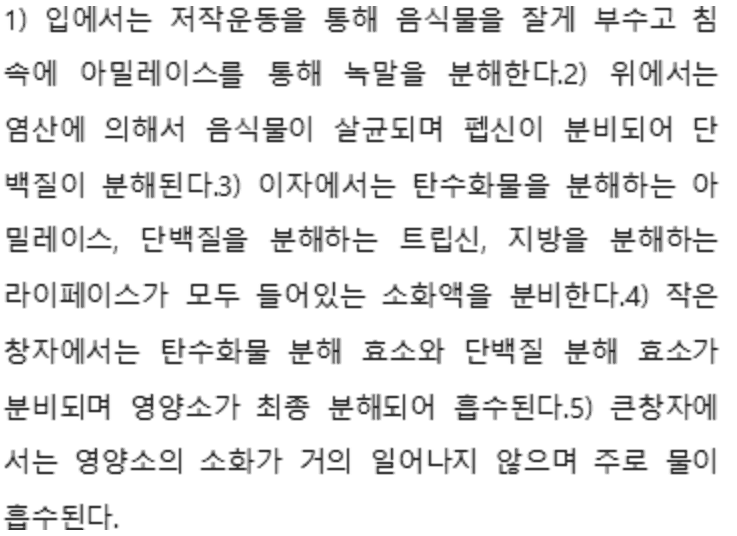 1) 입에서는 저작운동을 통해 음식물을 잘게 부수고 침
속에 아밀레이스를 통해 녹말을 분해한다.2) 위에서는
염산에 의해서 음식물이 살균되며 펩신이 분비되어 단
백질이 분해된다.3) 이자에서는 탄수화물을 분해하는 아
밀레이스, 단백질을 분해하는 트립신, 지방을 분해하는
라이페이스가 모두 들어있는 소화액을 분비한다.4) 작은
창자에서는 탄수화물 분해 효소와 단백질 분해 효소가
분비되며 영양소가 최종 분해되어 흡수된다.5) 큰창자에
서는 영양소의 소화가 거의 일어나지 않으며 주로 물이
흡수된다.